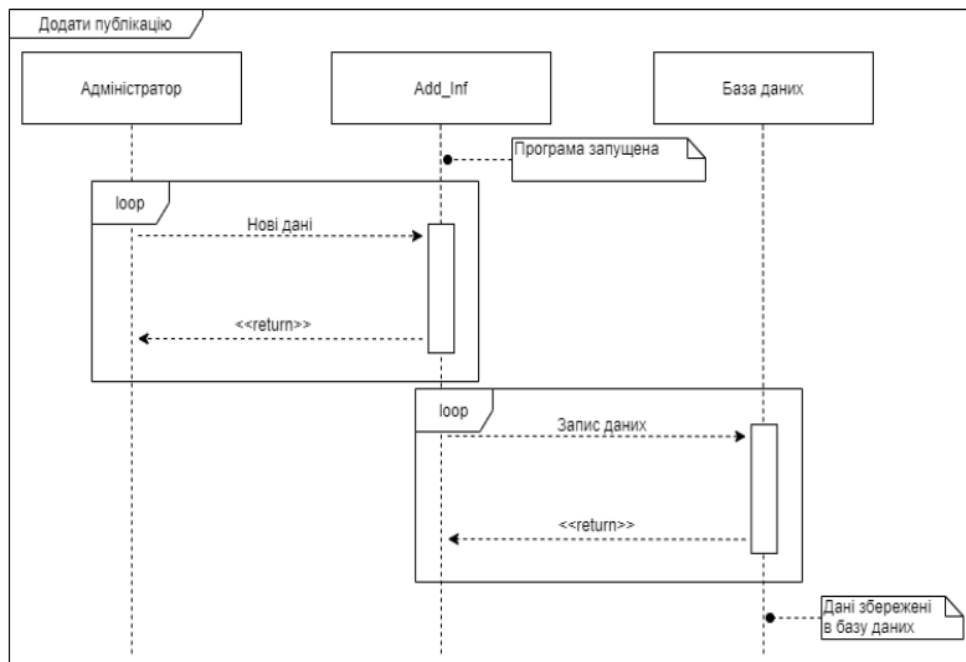 Додати публікацію
Адміністратор
Add_Inf
База даних
Програма запущена
loop
Нові дані
<<return>>
loop
Запис даних
<<return>>
Дані збережені
в базу даних